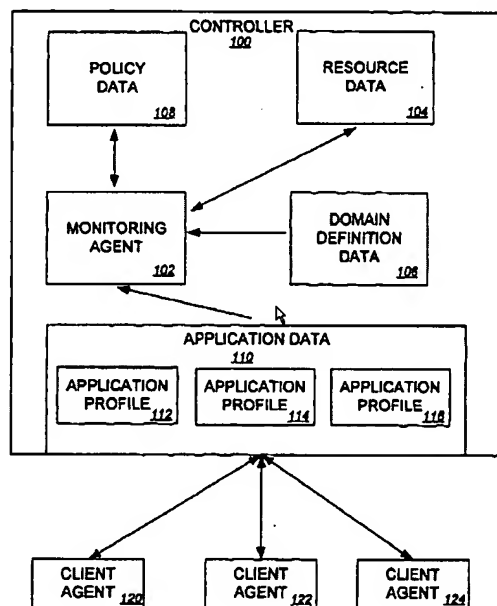 CONTROLLER
100
POLICY
DATA
108
RESOURCE
DATA
104
MONITORING
AGENT
102
DOMAIN
DEFINITION
DATA
106
APPLICATION DATA
110
APPLICATION
PROFILE
112
APPLICATION
PROFILE
114
APPLICATION
PROFILE
116
CLIENT
AGENT
120
CLIENT
AGENT
122
CLIENT
AGENT
124